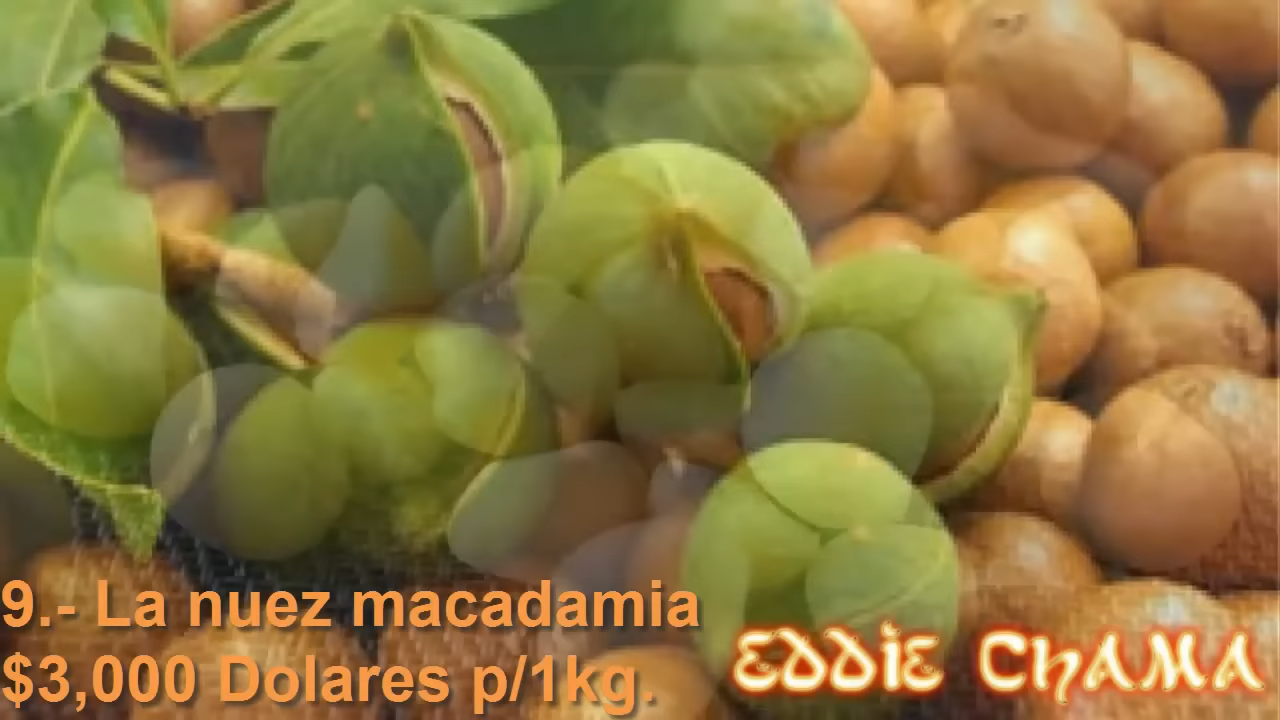 9.- La nuez macadamia
$3,000 Dolares p/1kg.
EDDIE CHAMA